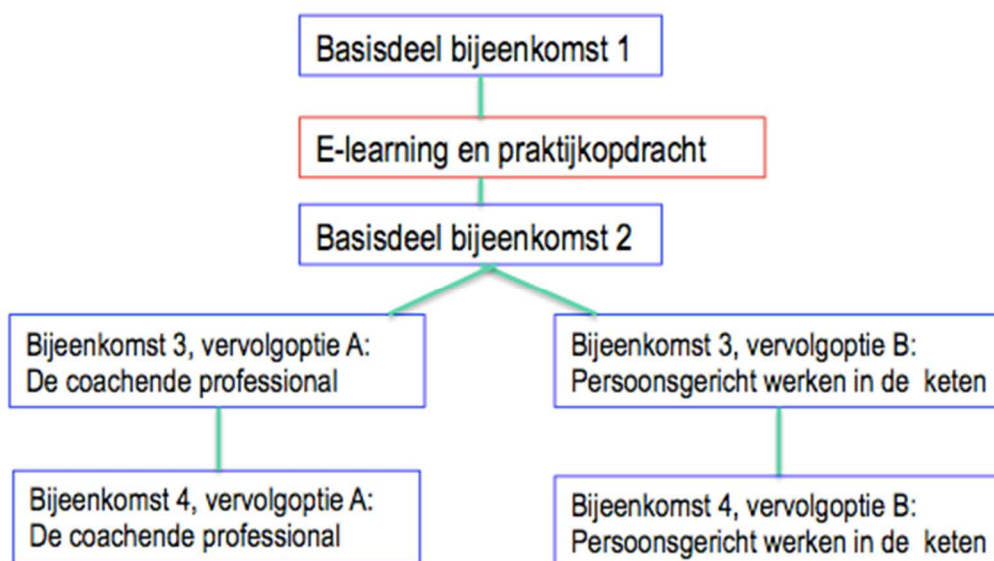 Basisdeel bijeenkomst 1
E-learning en praktijkopdracht
Basisdeel bijeenkomst 2
Bijeenkomst 3, vervolgoptie A:
De coachende professional
Bijeenkomst 3, vervolgoptie B:
Persoonsgericht werken in de keten
Bijeenkomst 4, vervolgoptie A:
De coachende professional
Bijeenkomst 4, vervolgoptie B:
Persoonsgericht werken in de keten